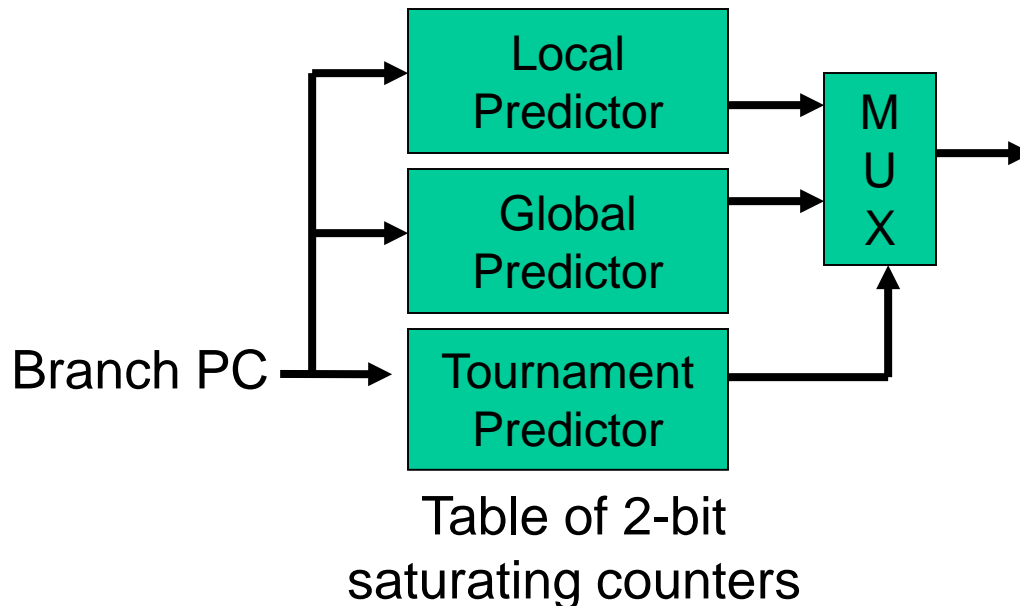 Local
Predictor
Global
Predictor
Tournament
Predictor
M
U
X
Branch PC
Table of 2-bit
saturating counters